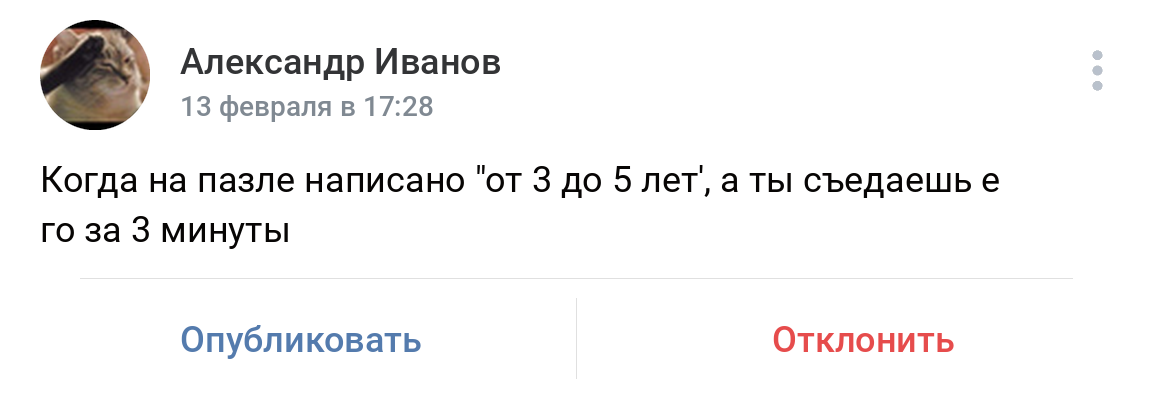 Александр Иванов
13 февраля в 17:28
Когда на пазле написано "от 3 до 5 лет', а ты съедаешь е
го за 3 минуты
Опубликовать
Отклонить